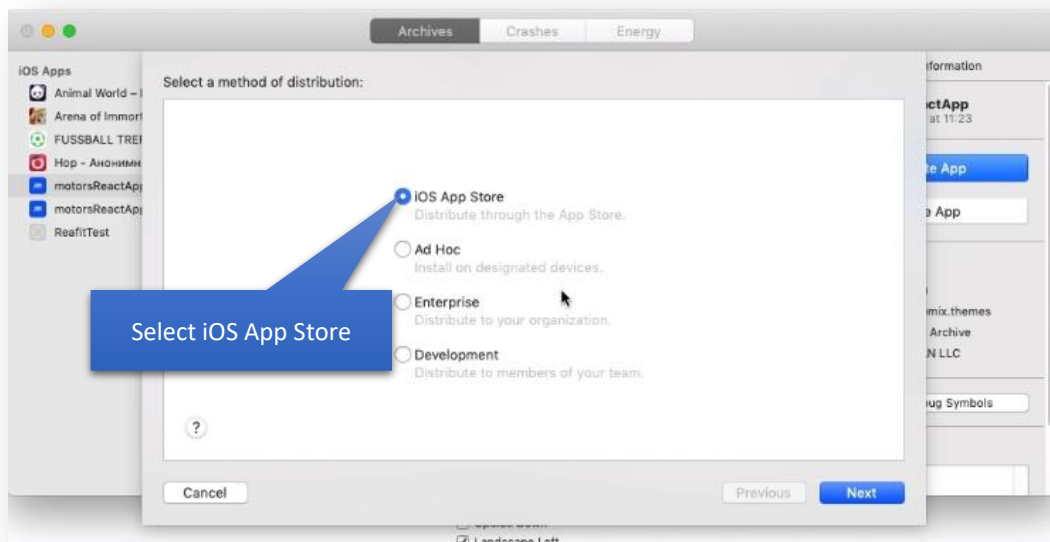 Archives Crashes Energy
iOS Apps
Animal World –
Arena of Immort
FUSSBALL TREF
Hop - Анонимн
motorsReactApp
motorsReactApp
ReafitTest
Select a method of distribution:
iOS App Store
Distribute through the App Store.
Ad Hoc
Install on designated devices.
Enterprise
Distribute to your organization.
Development
Distribute to members of your team.
Select iOS App Store
?
Cancel
Previous
Next
formation
ctApp
at 11:23
te App
App
mix.themes
Archive
N LLC
ug Symbols
Landscape Left